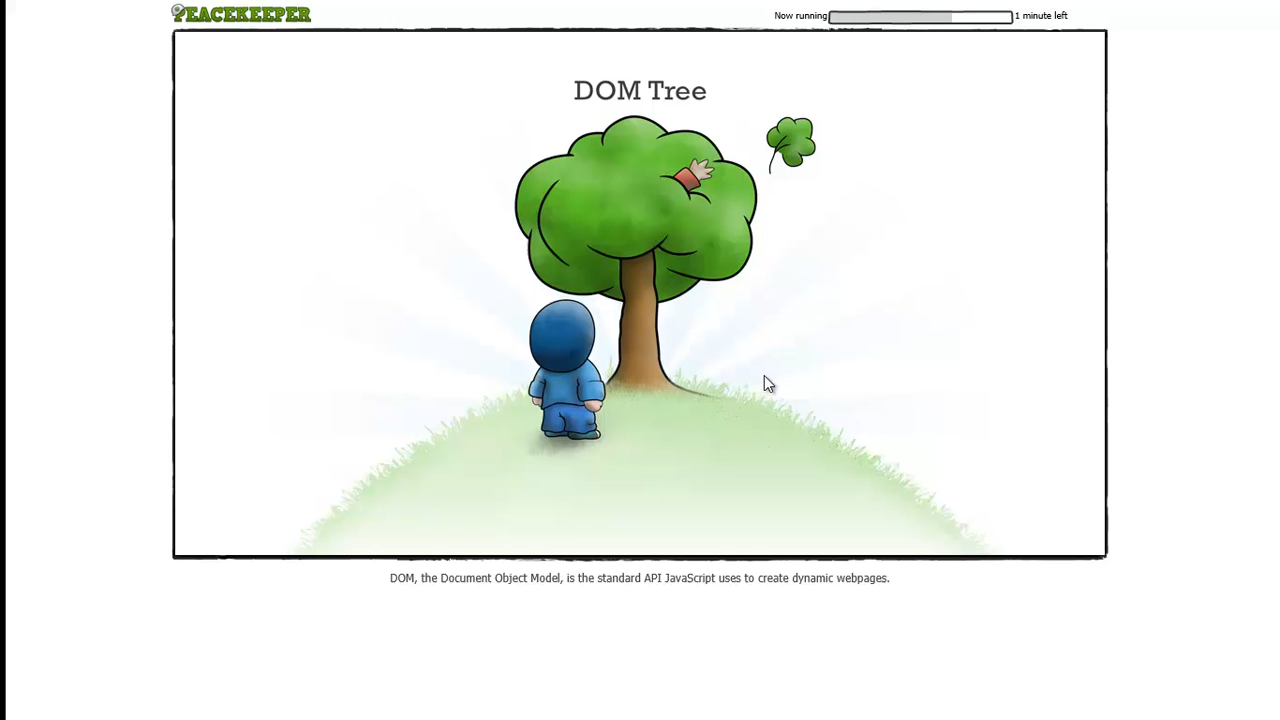 PEACEKEEPER
Now running 1 minute left
DOM Tree
DOM, the Document Object Model, is the standard API JavaScript uses to create dynamic webpages.